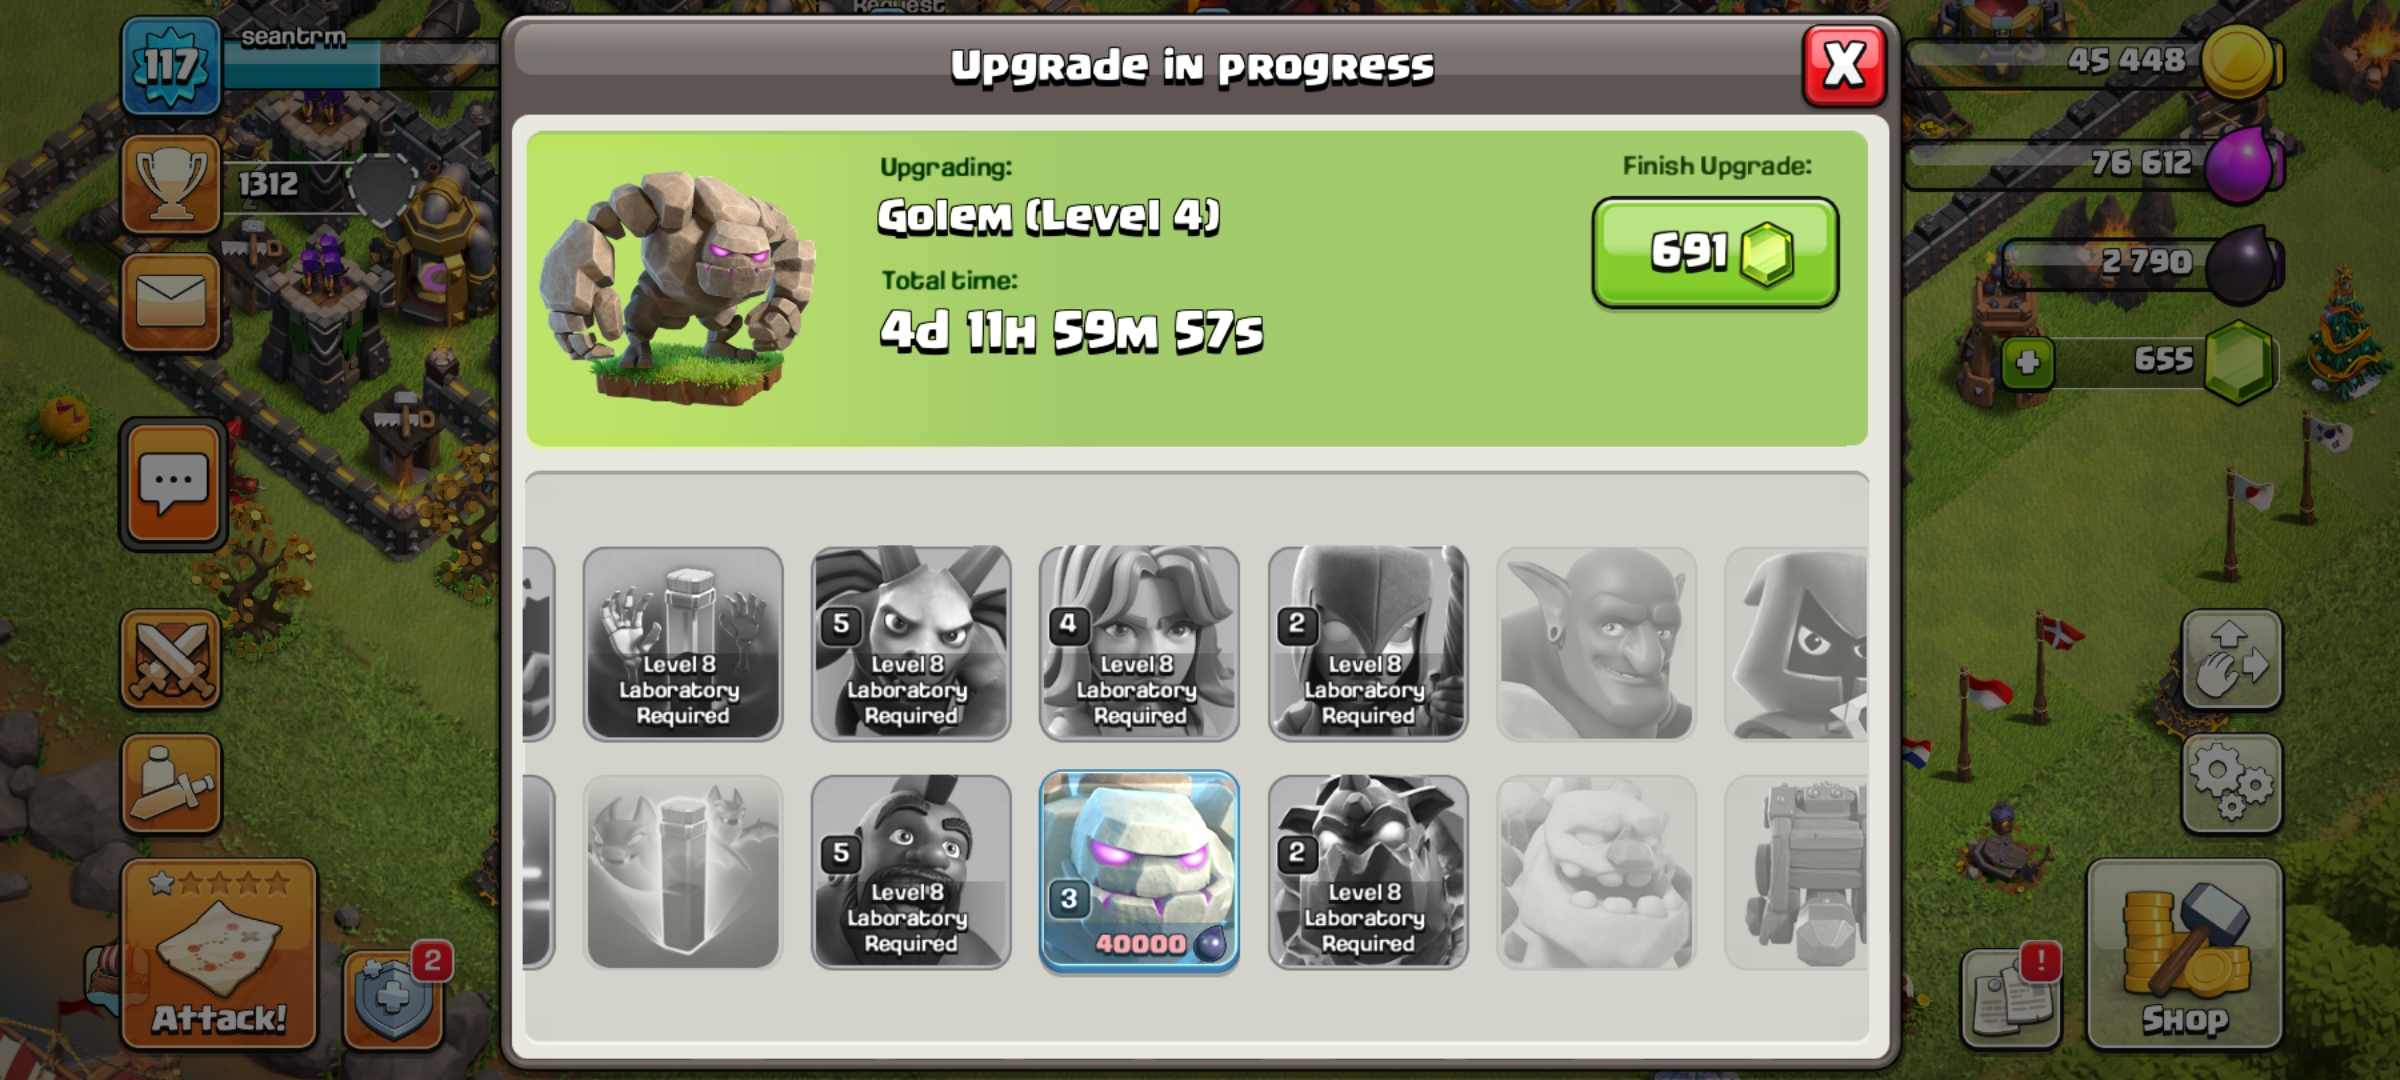 Request
117
seantrm
1312
Upgrade in progress
X
45 448
76 612
2 790
655
Upgrading:
Golem (Level 4)
Total time:
4d 11H 59M 57s
Finish Upgrade:
691
Level 8
Laboratory
Required
5
Level 8
Laboratory
Required
4
Level 8
Laboratory
Required
2
Level 8
Laboratory
Required
5
Level 8
Laboratory
Required
3
40000
2
Level 8
Laboratory
Required
Attack!
2
!
Shop